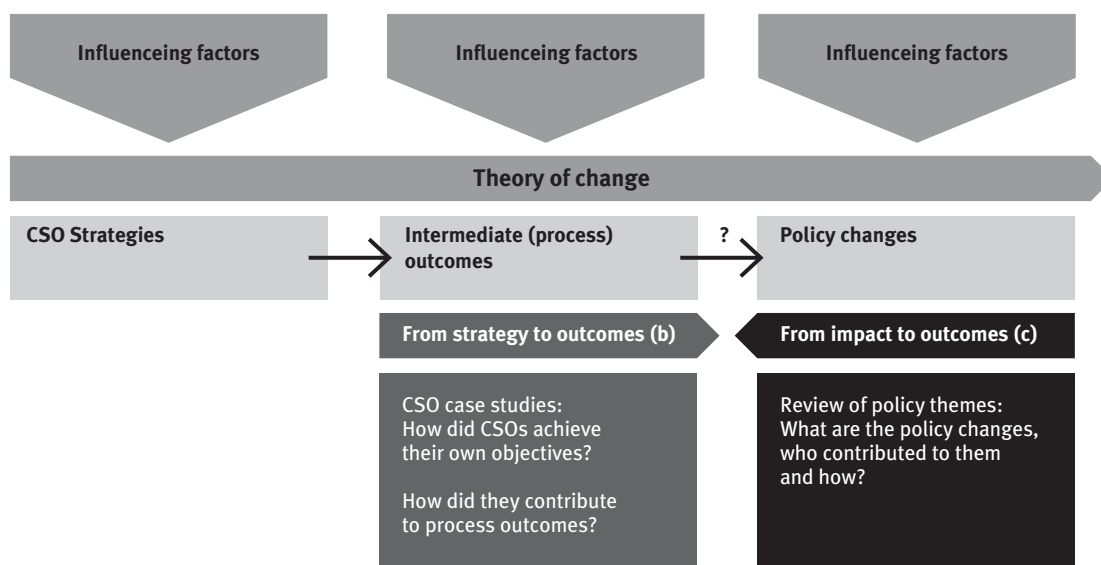 Influenceing factors
Influenceing factors
Influenceing factors
Theory of change
CSO Strategies
Intermediate (process)
outcomes
?
Policy changes
From strategy to outcomes (b)
From impact to outcomes (c)
CSO case studies:
How did CSOs achieve
their own objectives?
How did they contribute
to process outcomes?
Review of policy themes:
What are the policy changes,
who contributed to them
and how?